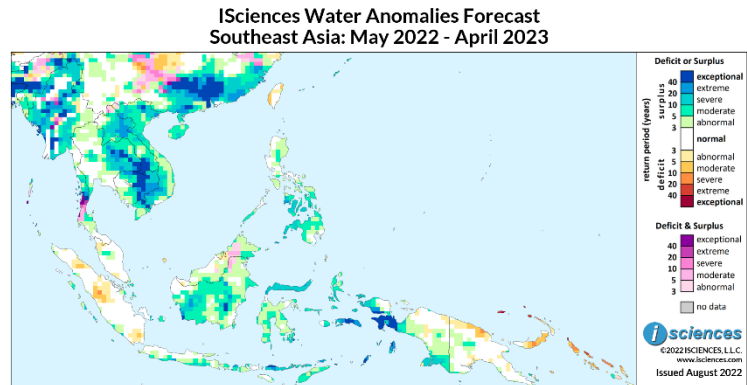 ISciences Water Anomalies Forecast
Southeast Asia: May 2022 - April 2023
Deficit or Surplus
return period (years)
surplus
40
20
10
5
3
exceptional
extreme
severe
moderate
abnormal
normal
deficit
3
5
10
20
40
abnormal
moderate
severe
extreme
exceptional
Deficit & Surplus
40
20
10
5
3
exceptional
extreme
severe
moderate
abnormal
no data
i sciences
©2022 ISCIENCES, L.L.C.
www.isciences.com
Issued August 2022